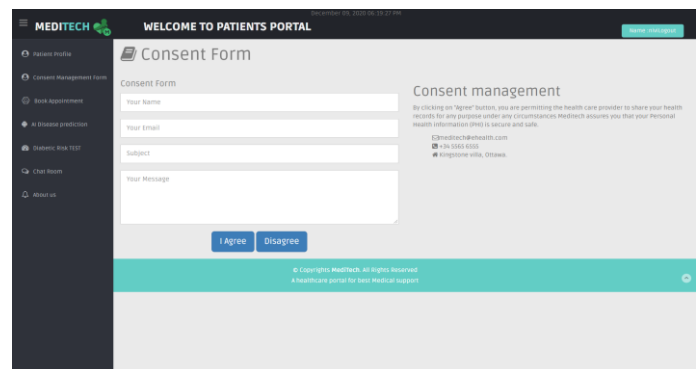 December 03, 2020 06:10:27 PM
MEDITECH
WELCOME TO PATIENTS PORTAL
Patient Profile
Consent Management Form
Book Appointment
AI Disease prediction
Diabetic Risk TEST
Chat Room
About us
Consent Form
Consent Form
Your Name
Your Email
Subject
Your Message
I Agree
Disagree
Consent management
By clicking on "Agree" button, you are permitting the health care provider to share your health
records for any purpose under any circumstances Meditech assures you that your Personal
Health Information (PHI) is secure and safe.
meditech@ehealth.com
+34 5565 6555
Kingstone villa, Ottawa.
© Copyrights MediTech. All Rights Reserved
A healthcare portal for best Medical support